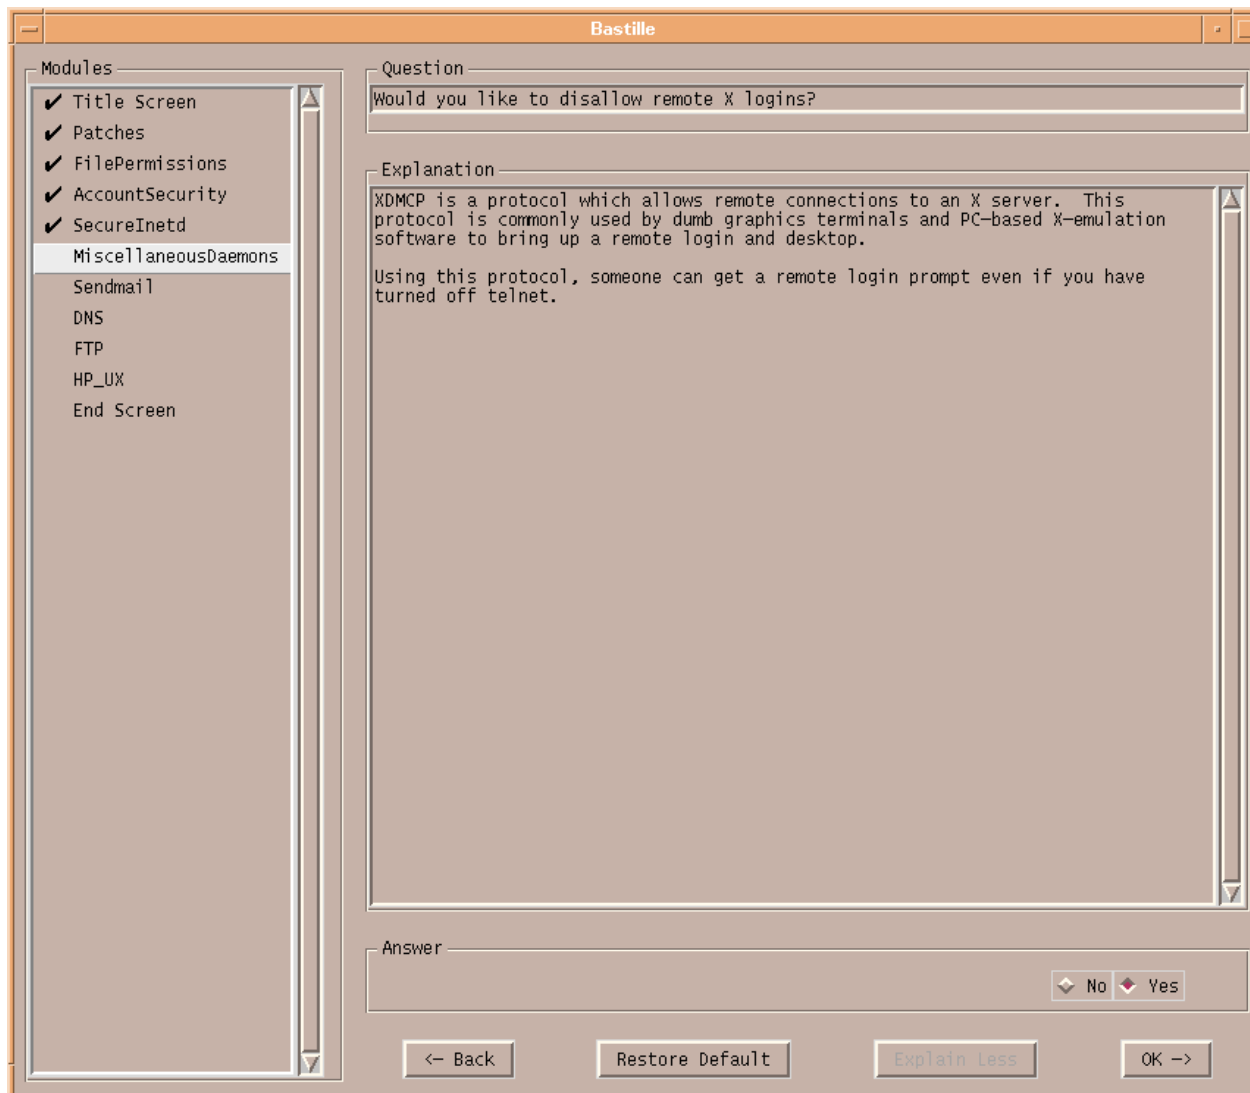 Bastille
Modules
✔ Title Screen
✔ Patches
✔ FilePermissions
✔ AccountSecurity
✔ SecureInetd
MiscellaneousDaemons
Sendmail
DNS
FTP
HP_UX
End Screen
Question
Would you like to disallow remote X logins?
Explanation
XDMCP is a protocol which allows remote connections to an X server.  This
protocol is commonly used by dumb graphics terminals and PC-based X-emulation
software to bring up a remote login and desktop.
Using this protocol, someone can get a remote login prompt even if you have
turned off telnet.
Answer
No Yes
<- Back Restore Default Explain Less OK ->